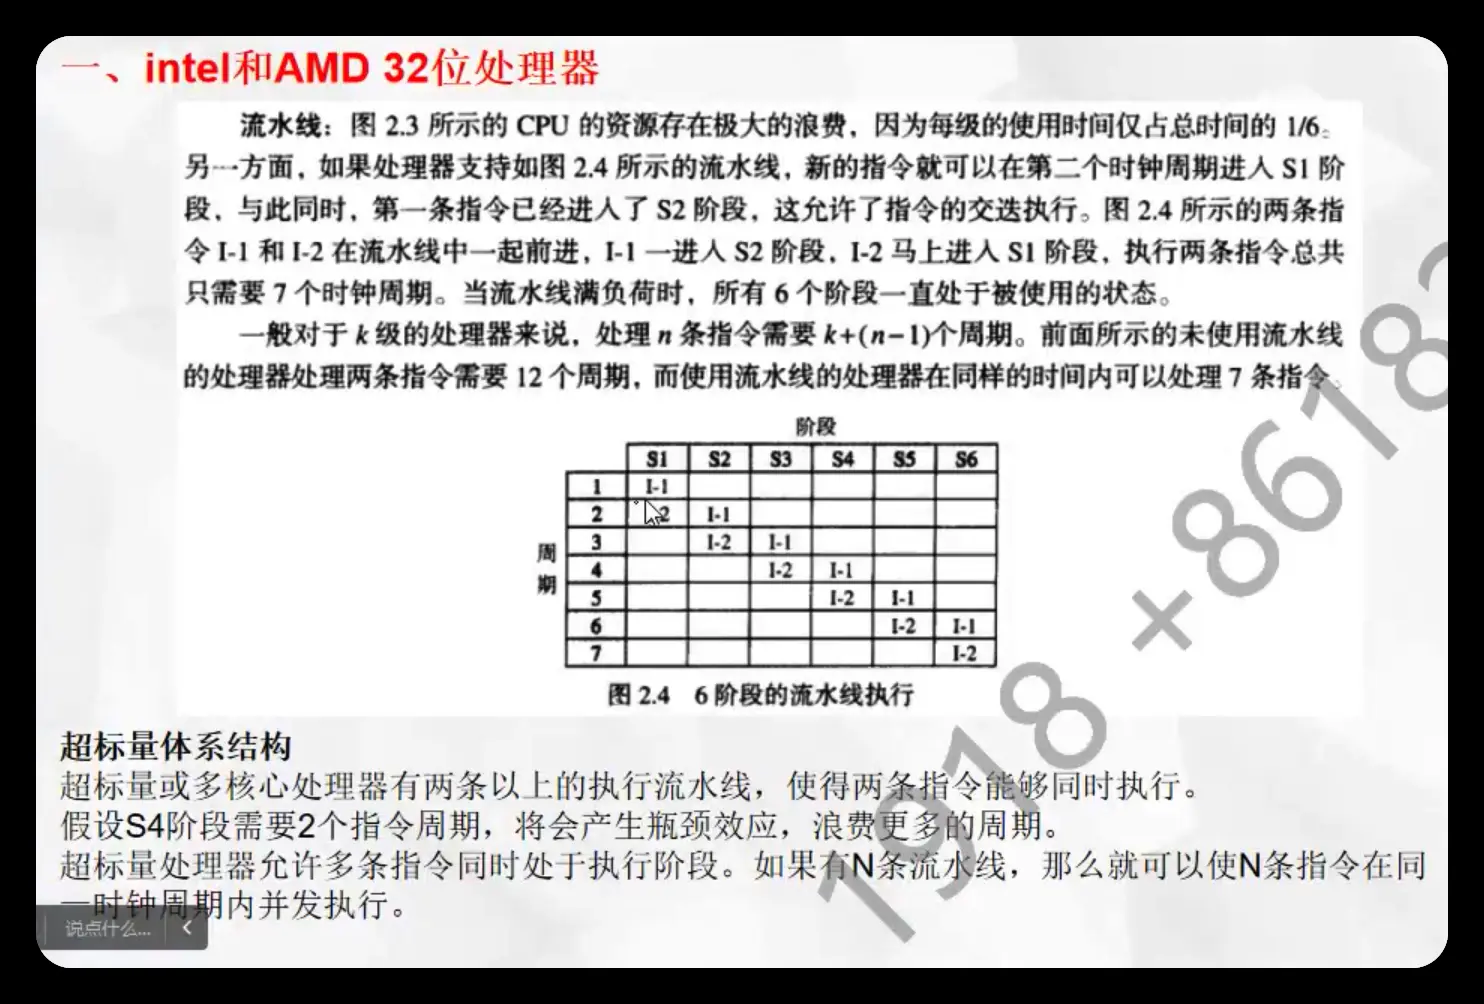 一、intel和AMD 32位处理器
流水线：图 2.3 所示的 CPU 的资源存在极大的浪费，因为每级的使用时间仅占总时间的 1/6。
另一方面，如果处理器支持如图 2.4 所示的流水线，新的指令就可以在第二个时钟周期进入 S1 阶
段，与此同时，第一条指令已经进入了 S2 阶段，这允许了指令的交迭执行。图 2.4 所示的两条指
令 I-1 和 I-2 在流水线中一起前进，I-1 一进入 S2 阶段，I-2 马上进入 S1 阶段，执行两条指令总共
只需要 7 个时钟周期。当流水线满负荷时，所有 6 个阶段一直处于被使用的状态。
一般对于 k 级的处理器来说，处理 n 条指令需要 k+(n-1)个周期。前面所示的未使用流水线
的处理器处理两条指令需要 12 个周期，而使用流水线的处理器在同样的时间内可以处理 7 条指令。
阶段
S1 S2 S3 S4 S5 S6
1 I-1
2 2 I-1
3 I-2 I-1
周期
4 I-2 I-1
5 I-2 I-1
6 I-2 I-1
7 I-2
图 2.4 6 阶段的流水线执行
超标量体系结构
超标量或多核心处理器有两条以上的执行流水线，使得两条指令能够同时执行。
假设S4阶段需要2个指令周期，将会产生瓶颈效应，浪费更多的周期。
超标量处理器允许多条指令同时处于执行阶段。如果有N条流水线，那么就可以使N条指令在同
一时钟周期内并发执行。
说点什么...
1918 +86183